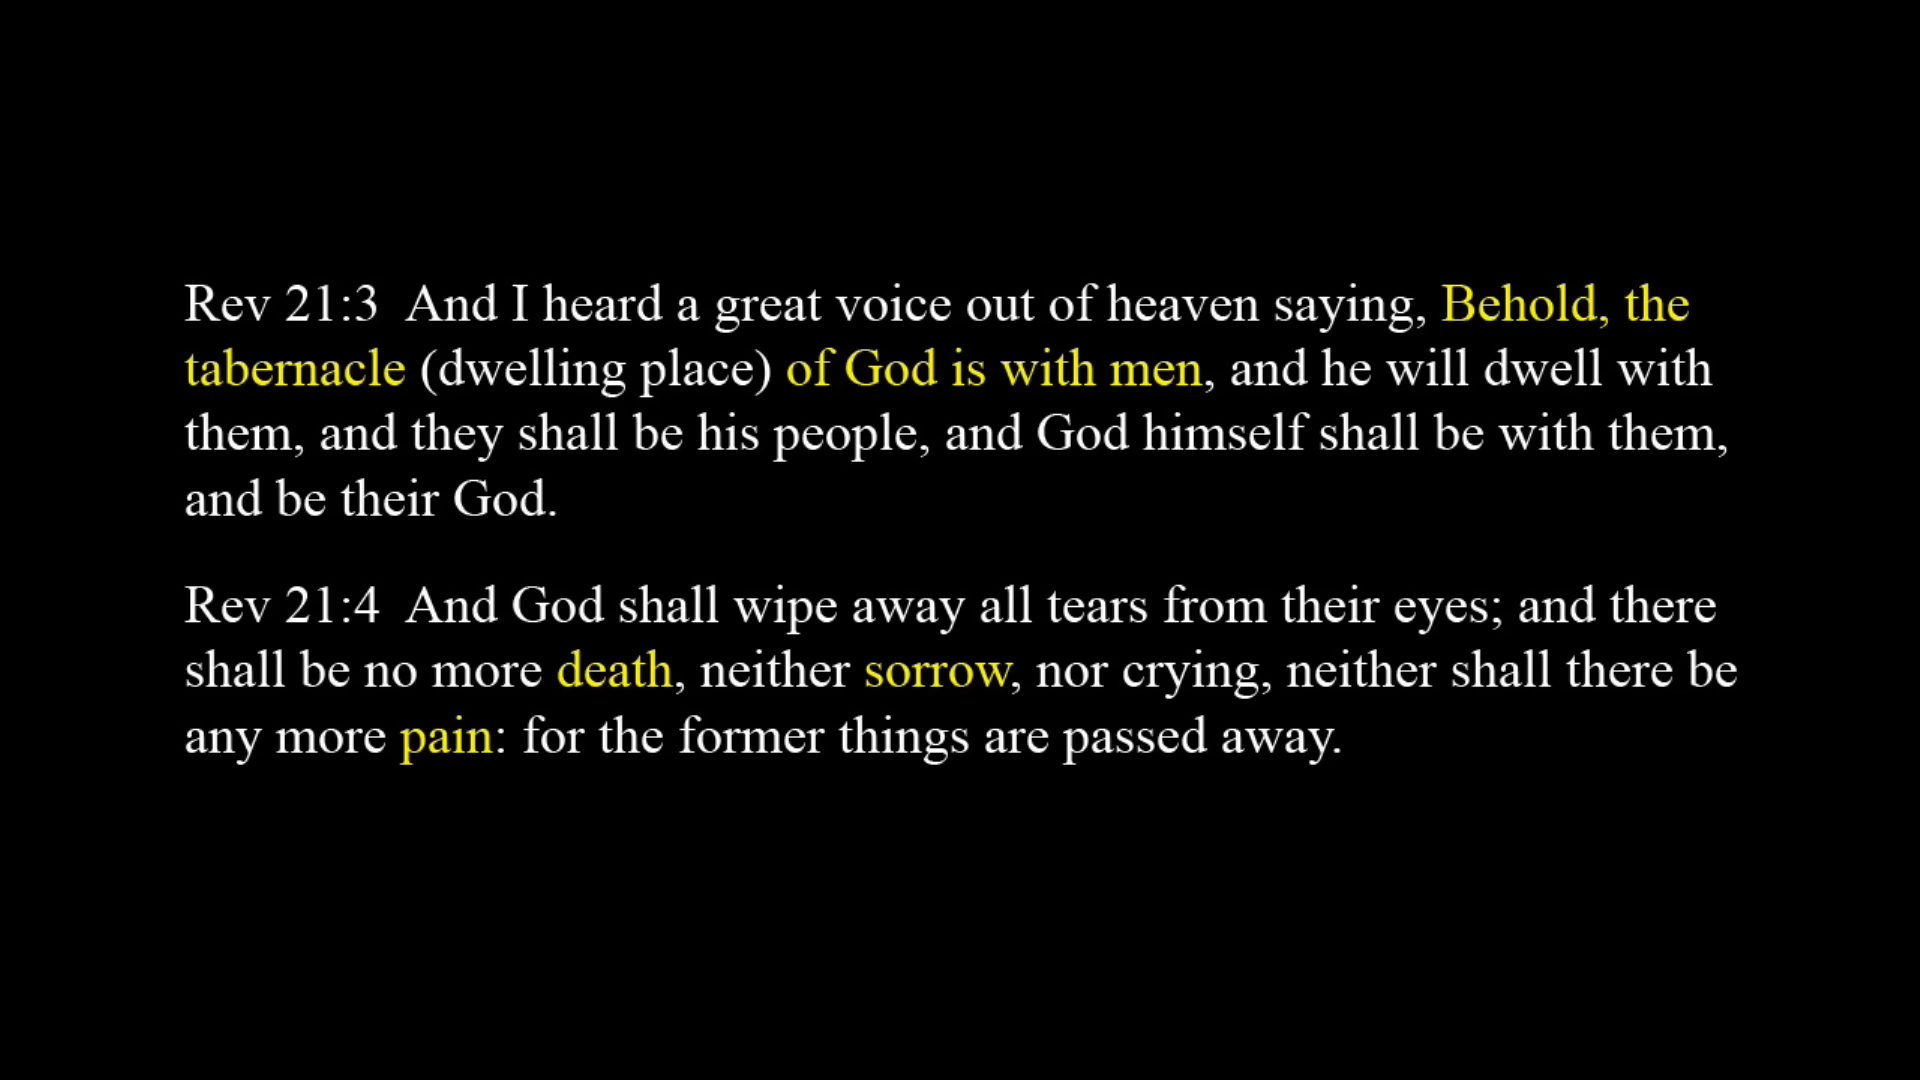 Rev 21:3  And I heard a great voice out of heaven saying, Behold, the
tabernacle (dwelling place) of God is with men, and he will dwell with
them, and they shall be his people, and God himself shall be with them,
and be their God.
Rev 21:4  And God shall wipe away all tears from their eyes; and there
shall be no more death, neither sorrow, nor crying, neither shall there be
any more pain: for the former things are passed away.